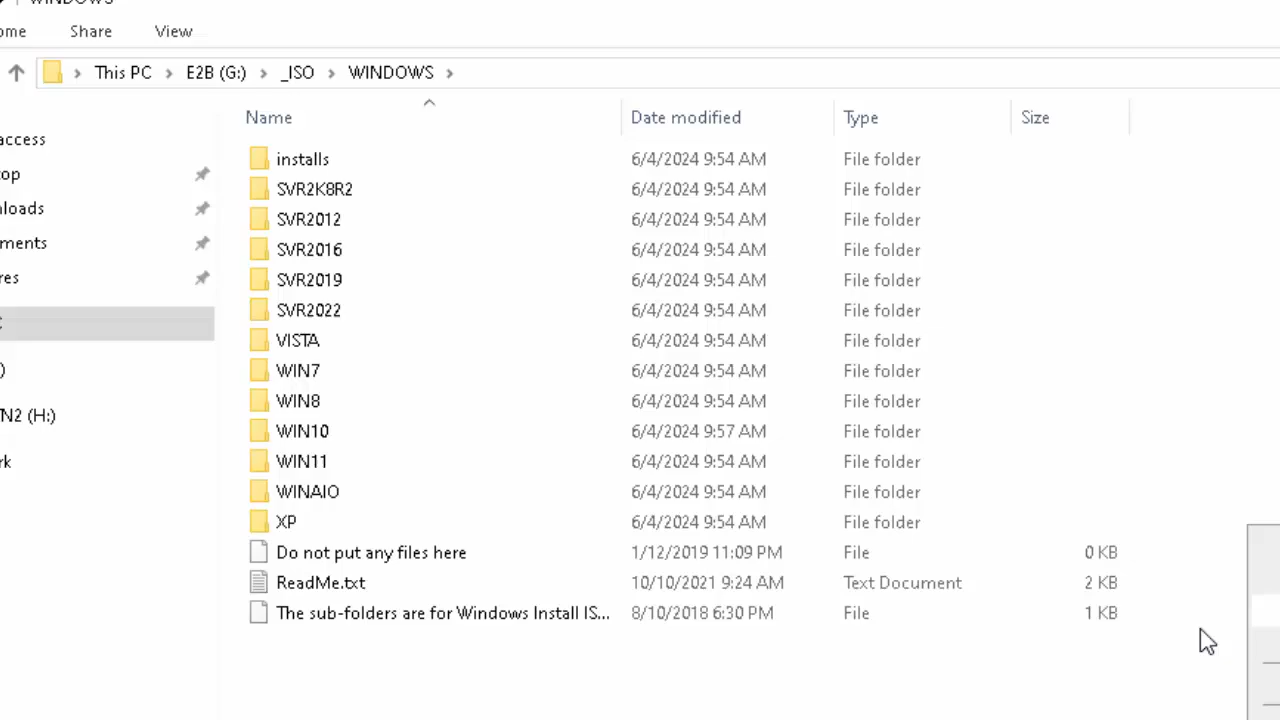 WINDOWS
ome Share View
This PC > E2B (G:) > _ISO > WINDOWS >
Name Date modified Type Size
access
op
nloads
ments
res
)
N2 (H:)
rk
installs 6/4/2024 9:54 AM File folder
SVR2K8R2 6/4/2024 9:54 AM File folder
SVR2012 6/4/2024 9:54 AM File folder
SVR2016 6/4/2024 9:54 AM File folder
SVR2019 6/4/2024 9:54 AM File folder
SVR2022 6/4/2024 9:54 AM File folder
VISTA 6/4/2024 9:54 AM File folder
WIN7 6/4/2024 9:54 AM File folder
WIN8 6/4/2024 9:54 AM File folder
WIN10 6/4/2024 9:57 AM File folder
WIN11 6/4/2024 9:54 AM File folder
WINAIO 6/4/2024 9:54 AM File folder
XP 6/4/2024 9:54 AM File folder
Do not put any files here 1/12/2019 11:09 PM File 0 KB
ReadMe.txt 10/10/2021 9:24 AM Text Document 2 KB
The sub-folders are for Windows Install IS... 8/10/2018 6:30 PM File 1 KB